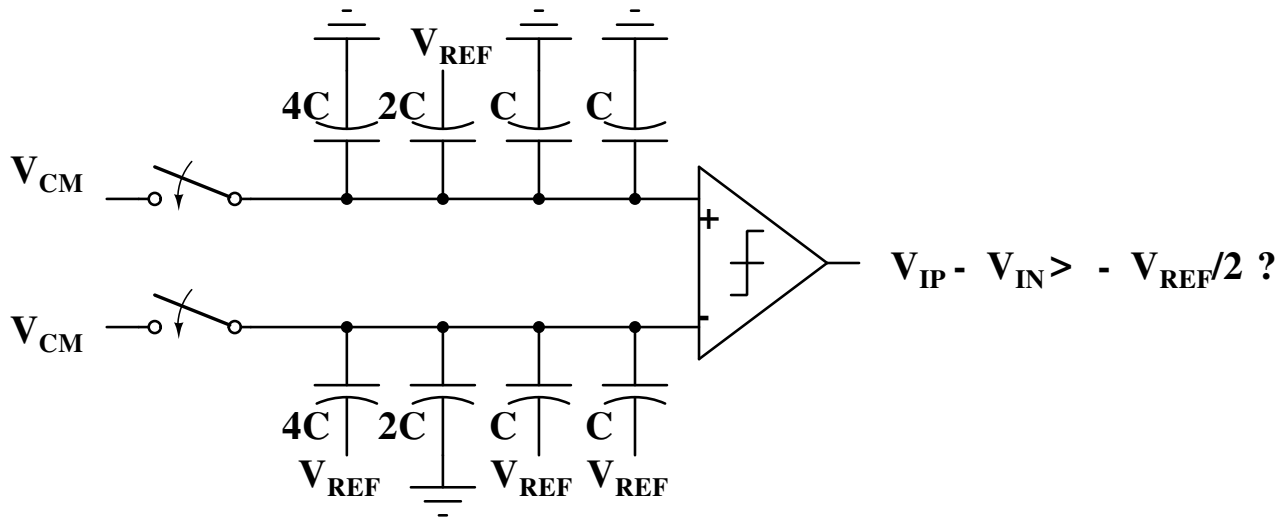 V_REF
4C 2C C C
V_CM
+
V_IP - V_IN > - V_REF/2 ?
-
V_CM
4C 2C C C
V_REF V_REF V_REF